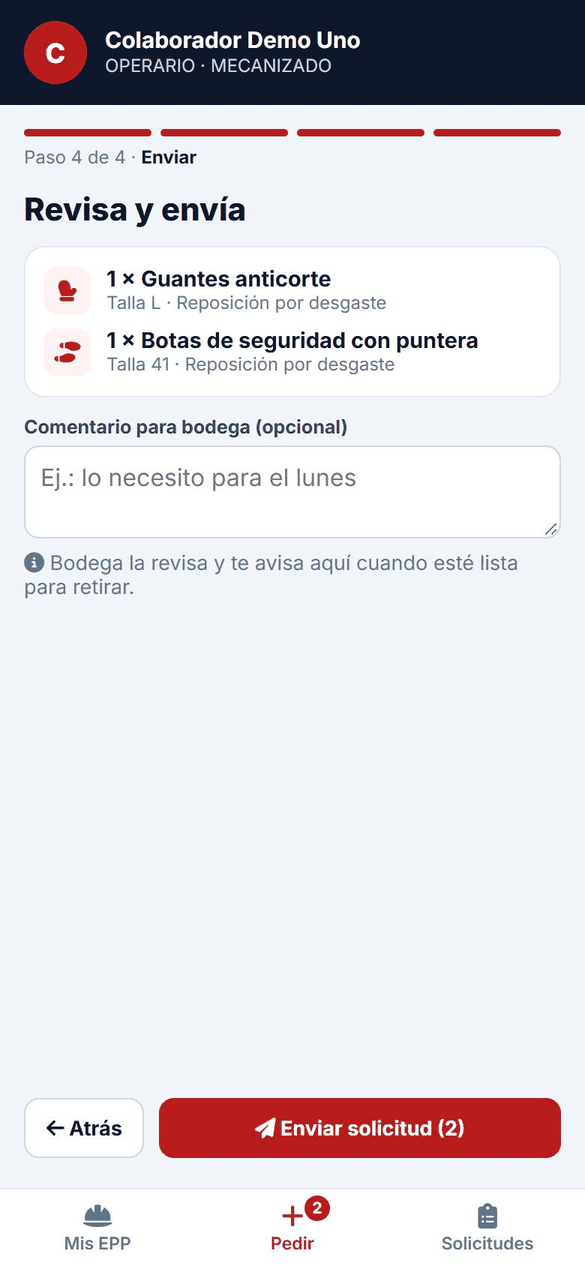 C
Colaborador Demo Uno
OPERARIO · MECANIZADO
Paso 4 de 4 · Enviar
Revisa y envía
1 × Guantes anticorte
Talla L · Reposición por desgaste
1 × Botas de seguridad con puntera
Talla 41 · Reposición por desgaste
Comentario para bodega (opcional)
Ej.: lo necesito para el lunes
Bodega la revisa y te avisa aquí cuando esté lista
para retirar.
← Atrás
Enviar solicitud (2)
2
Mis EPP
Pedir
Solicitudes